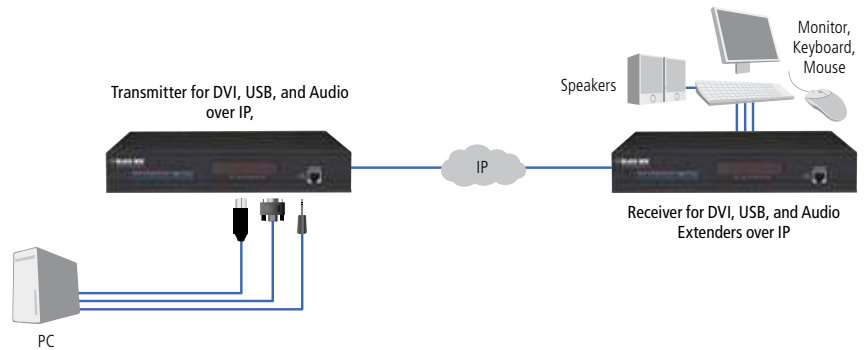 Monitor,
Keyboard,
Mouse
Speakers
Transmitter for DVI, USB, and Audio
over IP,
IP
Receiver for DVI, USB, and Audio
Extenders over IP
PC